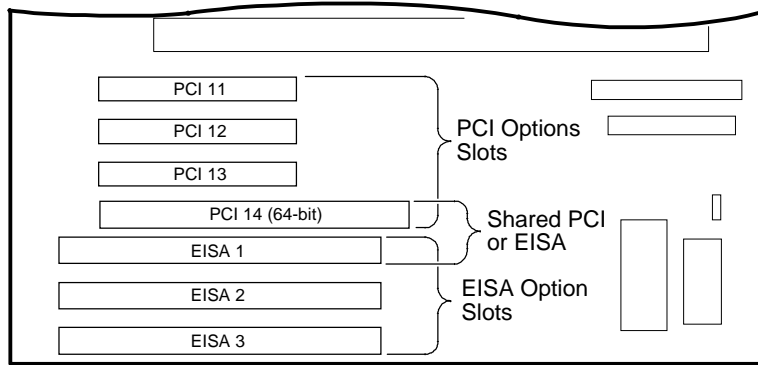 PCI 11
PCI 12
PCI 13
PCI 14 (64-bit)
EISA 1
EISA 2
EISA 3
PCI Options
Slots
Shared PCI
or EISA
EISA Option
Slots